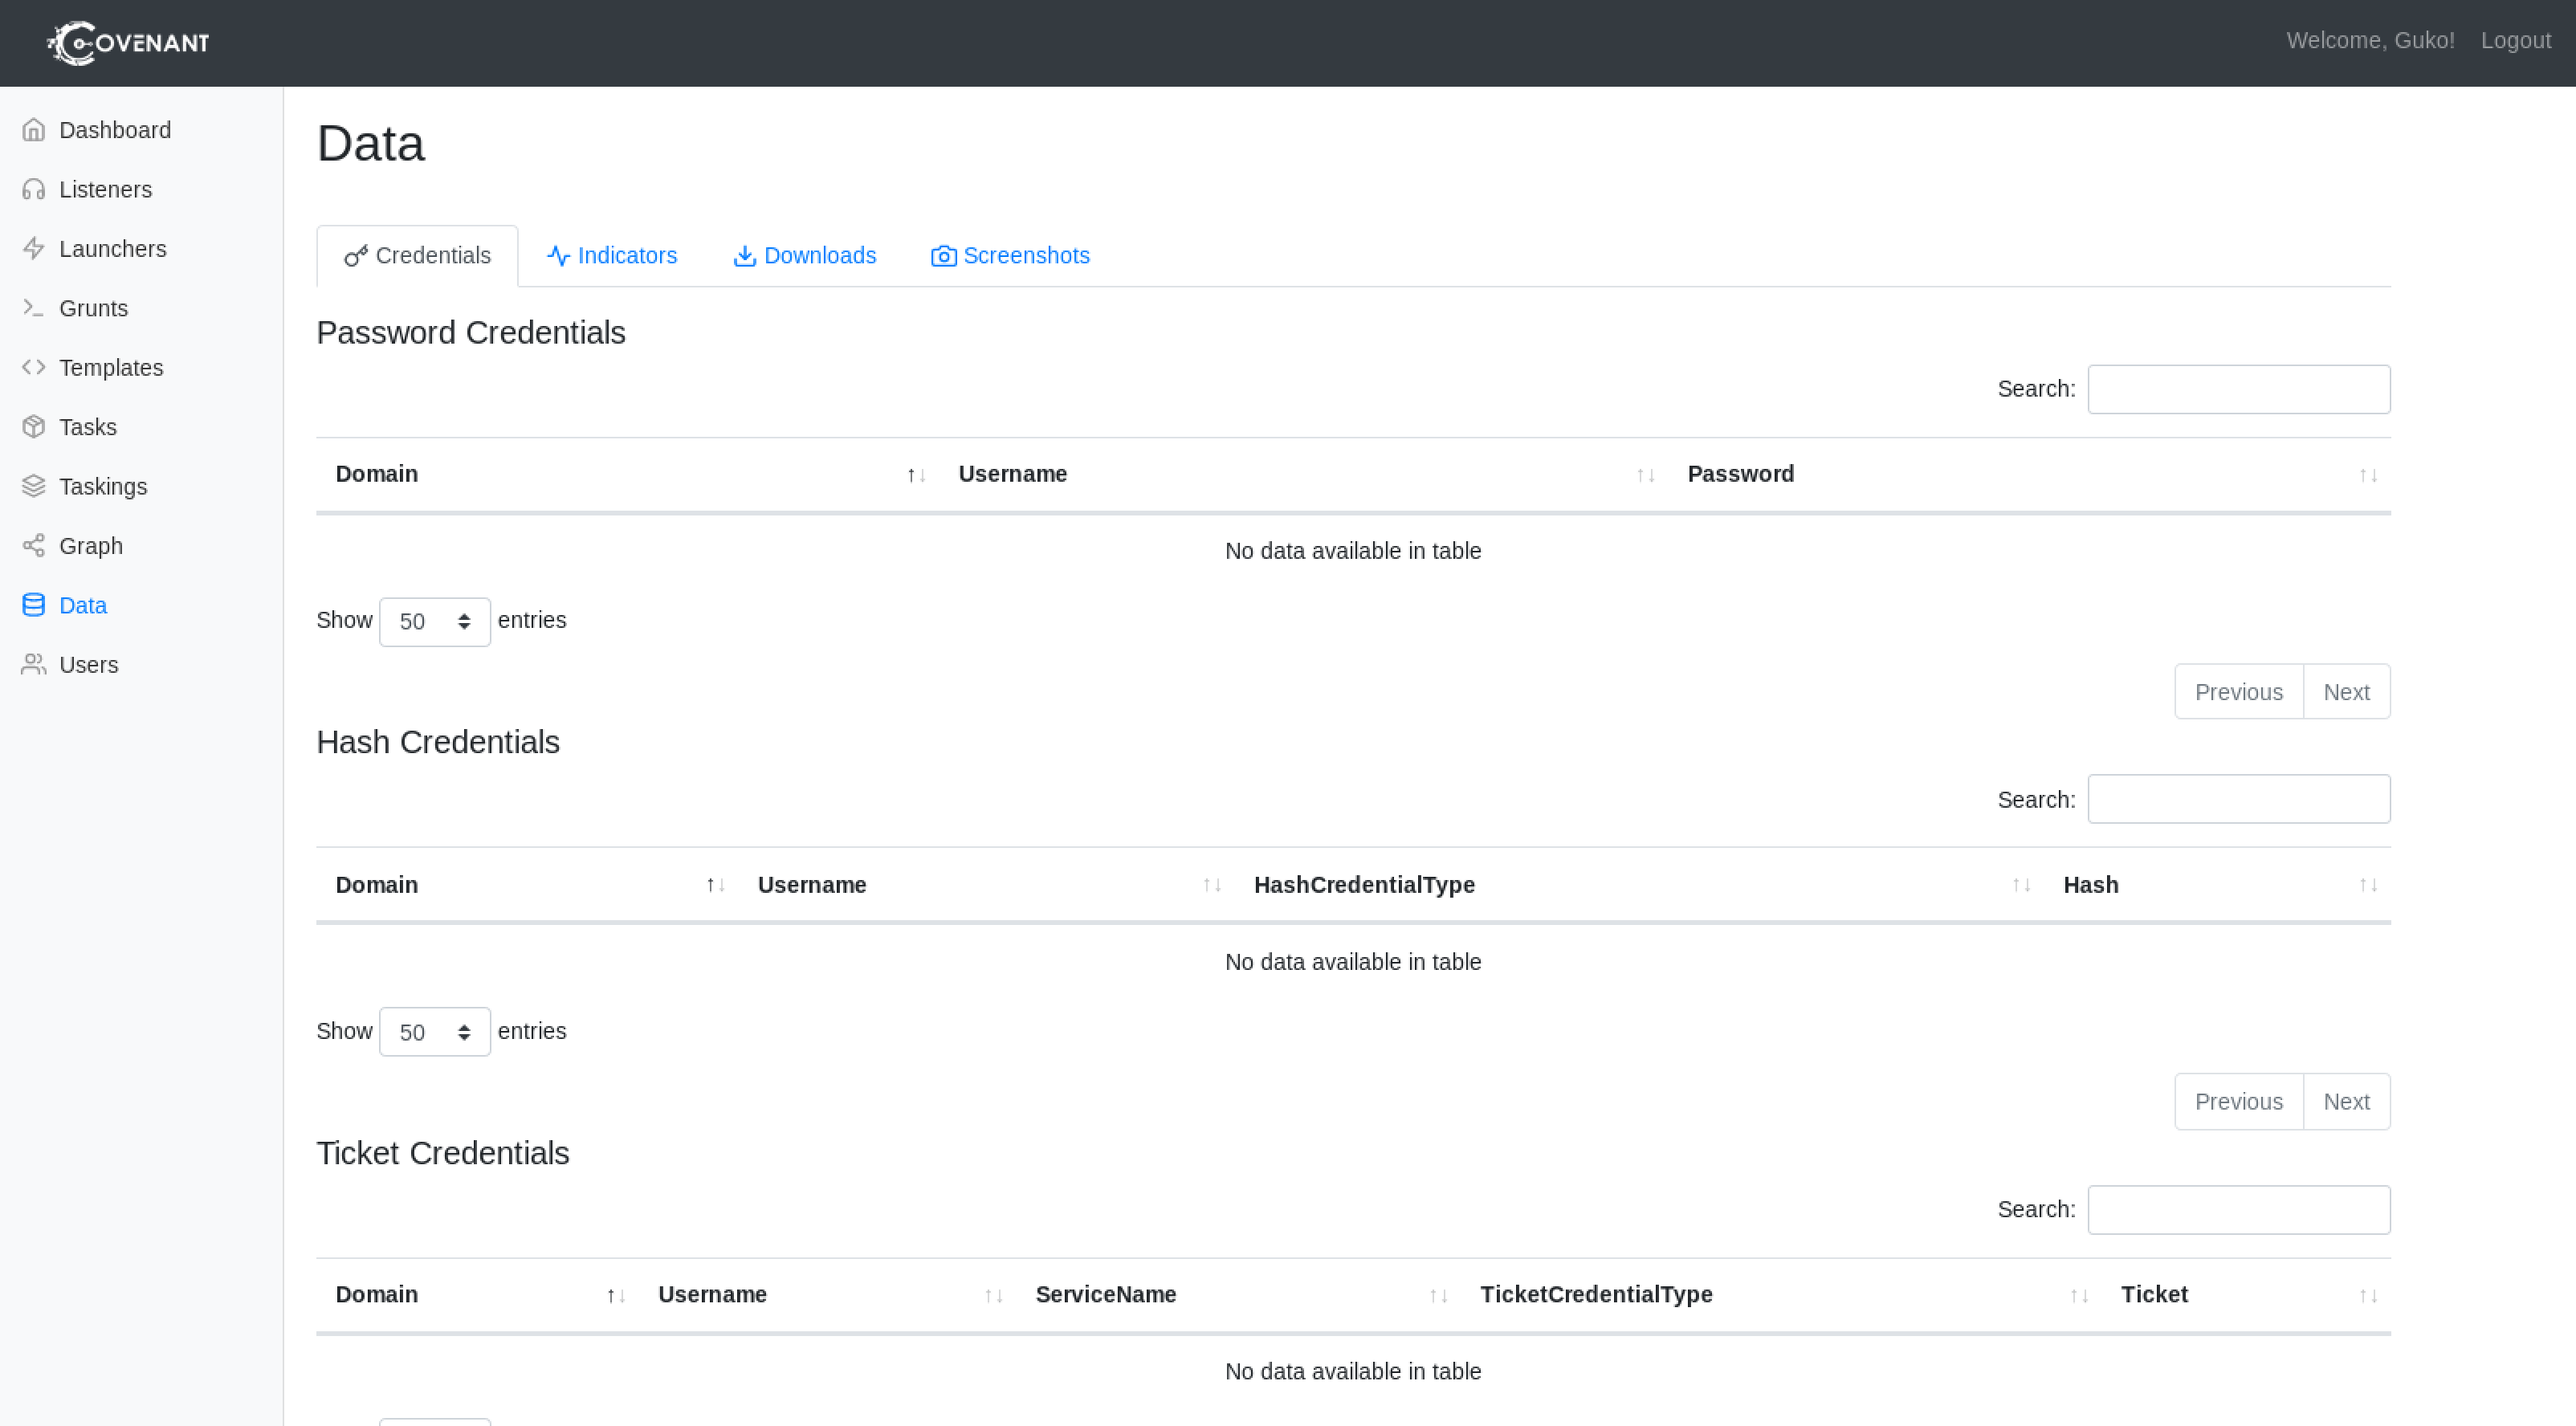 COVENANT
Welcome, Guko! Logout
Dashboard
Listeners
Launchers
Grunts
Templates
Tasks
Taskings
Graph
Data
Users
Data
Credentials Indicators Downloads Screenshots
Password Credentials
Search:
Domain ↑↓ Username ↑↓ Password ↑↓
No data available in table
Show 50 entries
Previous Next
Hash Credentials
Search:
Domain ↑↓ Username ↑↓ HashCredentialType ↑↓ Hash ↑↓
No data available in table
Show 50 entries
Previous Next
Ticket Credentials
Search:
Domain ↑↓ Username ↑↓ ServiceName ↑↓ TicketCredentialType ↑↓ Ticket ↑↓
No data available in table